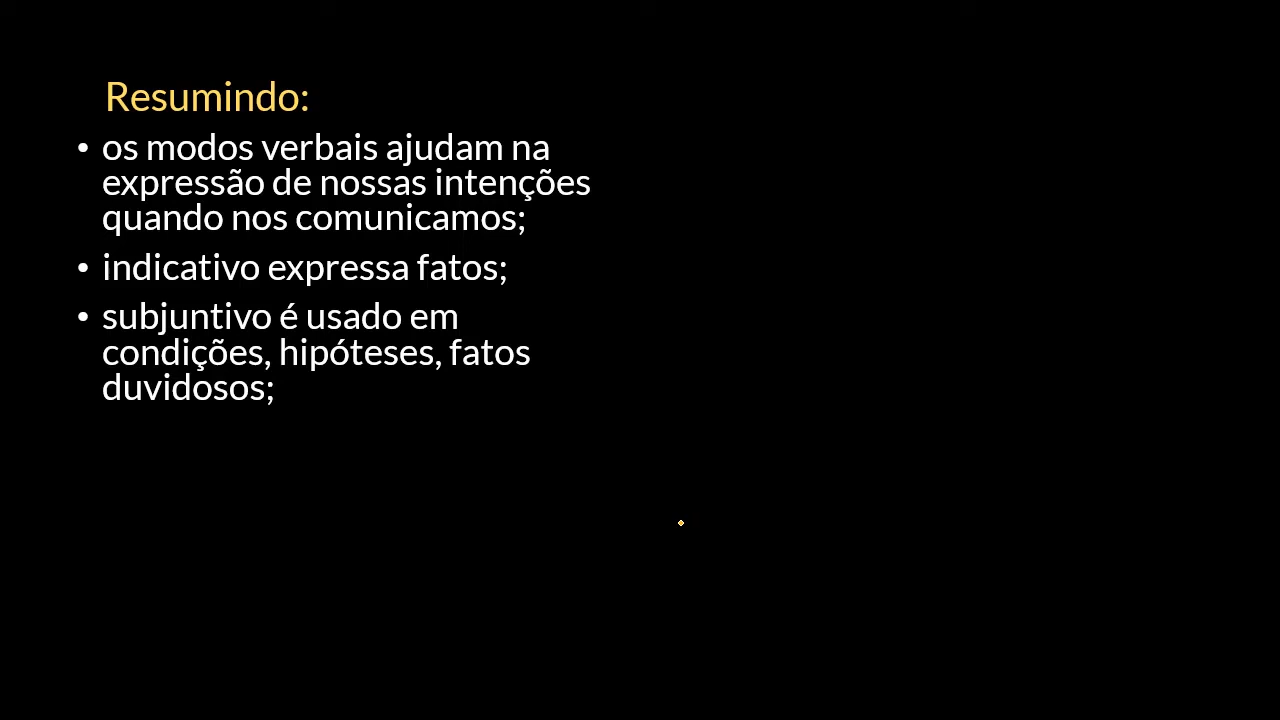 Resumindo:
• os modos verbais ajudam na
expressão de nossas intenções
quando nos comunicamos;
• indicativo expressa fatos;
• subjuntivo é usado em
condições, hipóteses, fatos
duvidosos;